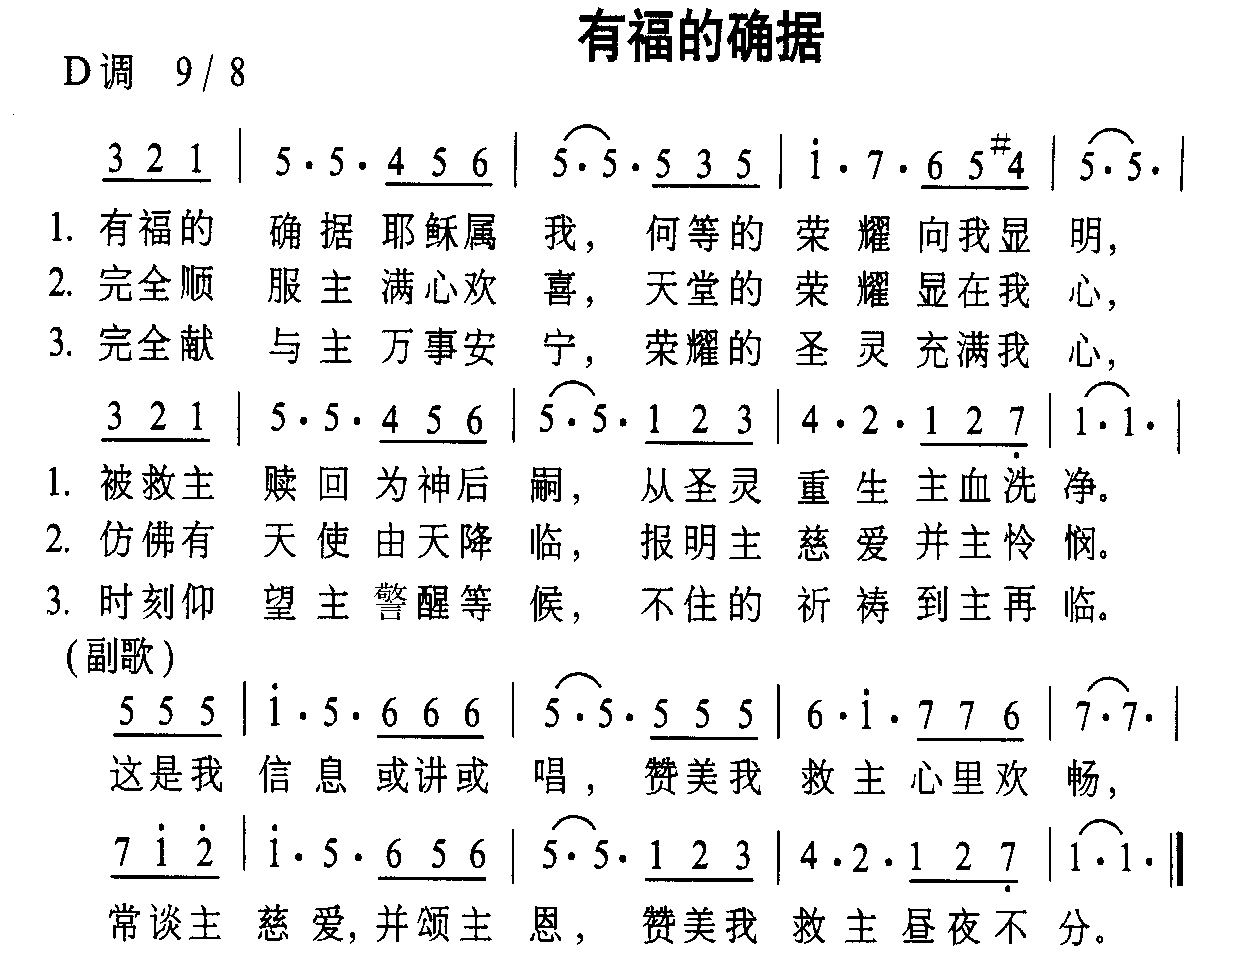 有福的确据
D调 9/8
3 2 1 | 5·5·4 5 6 | 5·5·5 3 5 | i·7·6 5 #4 | 5·5·|
1. 有福的 确据耶稣属我，何等的荣耀向我显明，
2. 完全顺 服主满心欢喜，天堂的荣耀显在我心，
3. 完全献 与主万事安宁，荣耀的圣灵充满我心，
3 2 1 | 5·5·4 5 6 | 5·5·1 2 3 | 4·2·1 2 7̣ | 1·1·|
1. 被救主 赎回为神后嗣，从圣灵重生主血洗净。
2. 仿佛有 天使由天降临，报明主慈爱并主怜悯。
3. 时刻仰 望主警醒等候，不住的祈祷到主再临。
(副歌)
5 5 5 | i·5·6 6 6 | 5·5·5 5 5 | 6·i·7 7 6 | 7·7·|
这是我 信息或讲或唱，赞美我救主心里欢畅，
7 i 2̇ | i·5·6 5 6 | 5·5·1 2 3 | 4·2·1 2 7̣ | 1·1·‖
常谈主 慈爱,并颂主恩，赞美我救主昼夜不分。